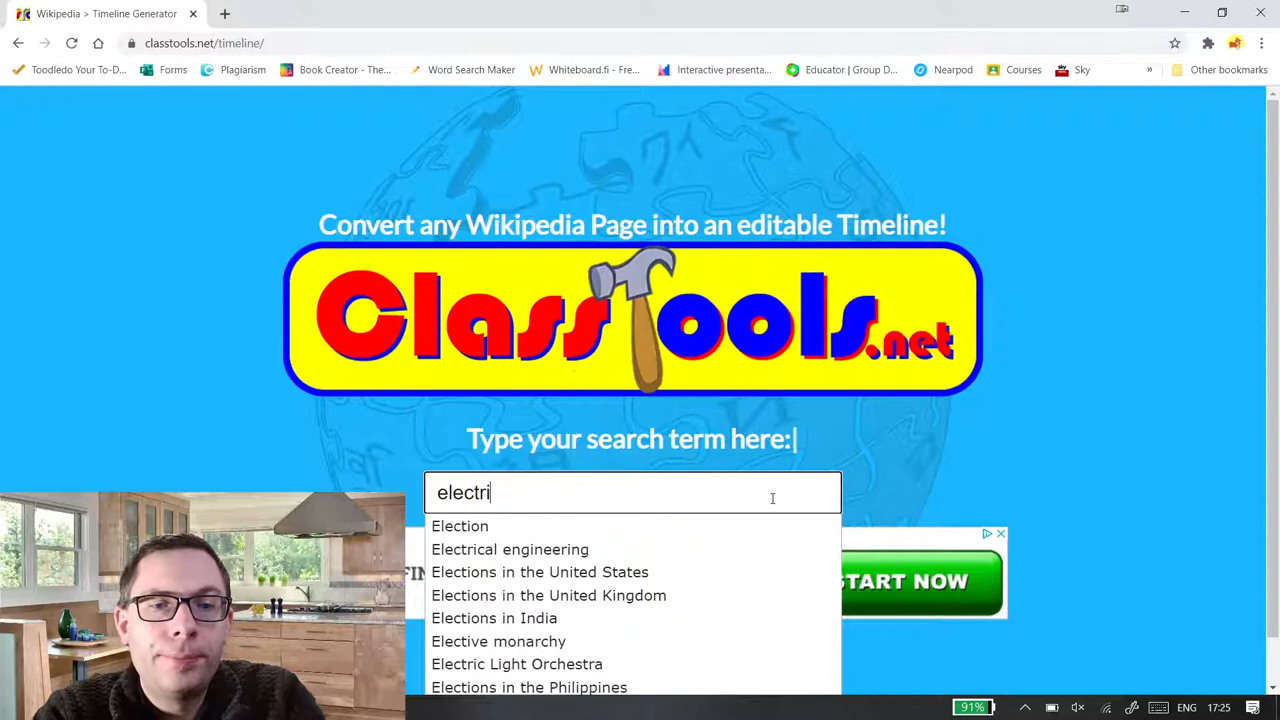 Wikipedia > Timeline Generator
classtools.net/timeline/
Toodledo Your To-D...
Forms
Plagiarism
Book Creator - The...
Word Search Maker
Whiteboard.fi - Fre...
Interactive presenta...
Educator | Group D...
Nearpod
Courses
Sky
Other bookmarks
Convert any Wikipedia Page into an editable Timeline!
ClassTools.net
Type your search term here:
electri
Election
Electrical engineering
Elections in the United States
Elections in the United Kingdom
Elections in India
Elective monarchy
Electric Light Orchestra
Elections in the Philippines
START NOW
91%
ENG
17:25